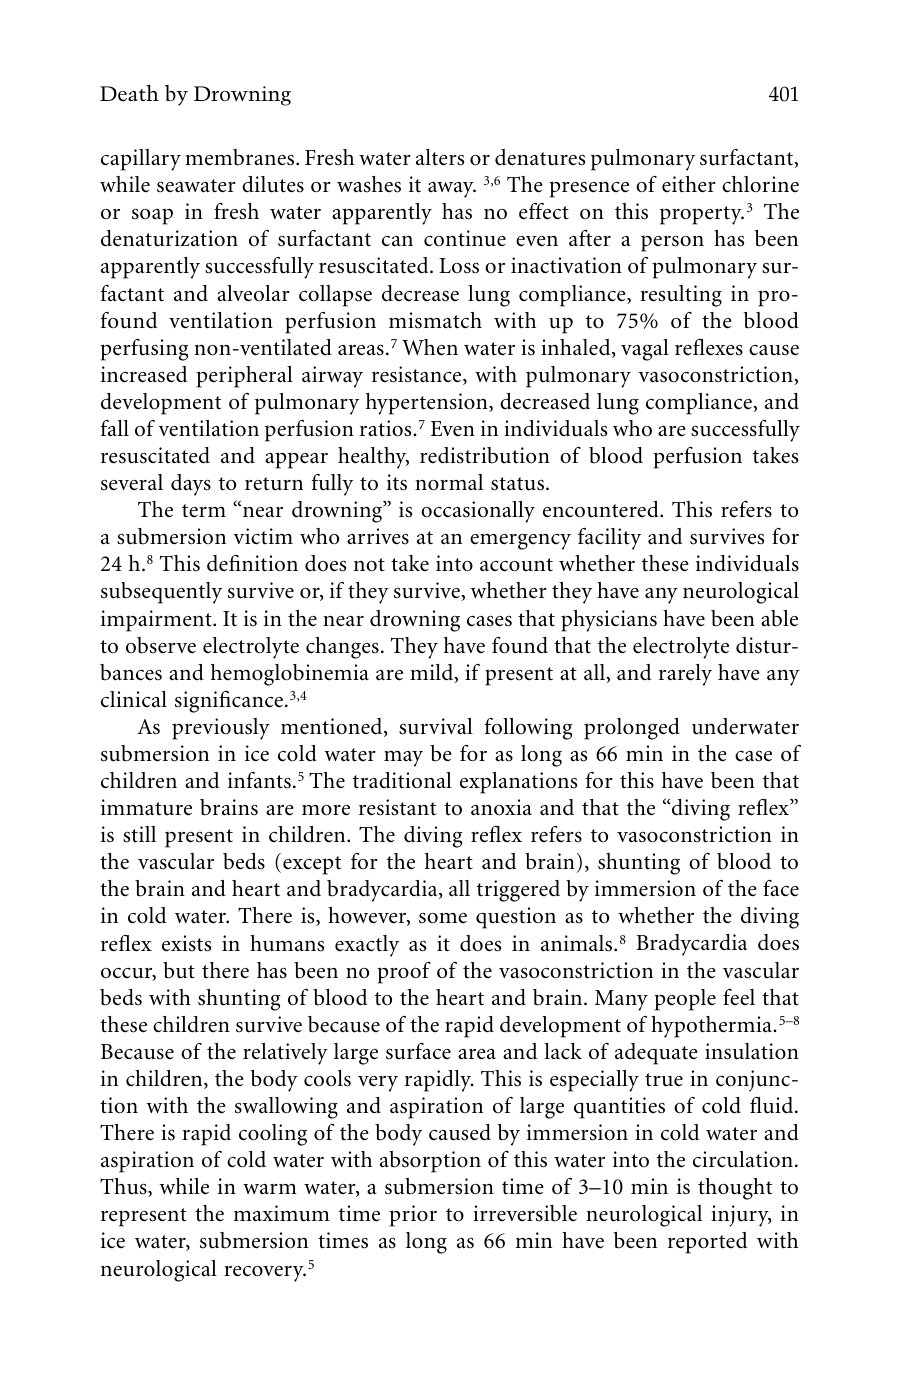 Death by Drowning 401
capillary membranes. Fresh water alters or denatures pulmonary surfactant,
while seawater dilutes or washes it away. 3,6 The presence of either chlorine
or soap in fresh water apparently has no effect on this property.3 The
denaturization of surfactant can continue even after a person has been
apparently successfully resuscitated. Loss or inactivation of pulmonary sur-
factant and alveolar collapse decrease lung compliance, resulting in pro-
found ventilation perfusion mismatch with up to 75% of the blood
perfusing non-ventilated areas.7 When water is inhaled, vagal reflexes cause
increased peripheral airway resistance, with pulmonary vasoconstriction,
development of pulmonary hypertension, decreased lung compliance, and
fall of ventilation perfusion ratios.7 Even in individuals who are successfully
resuscitated and appear healthy, redistribution of blood perfusion takes
several days to return fully to its normal status.
The term “near drowning” is occasionally encountered. This refers to
a submersion victim who arrives at an emergency facility and survives for
24 h.8 This definition does not take into account whether these individuals
subsequently survive or, if they survive, whether they have any neurological
impairment. It is in the near drowning cases that physicians have been able
to observe electrolyte changes. They have found that the electrolyte distur-
bances and hemoglobinemia are mild, if present at all, and rarely have any
clinical significance.3,4
As previously mentioned, survival following prolonged underwater
submersion in ice cold water may be for as long as 66 min in the case of
children and infants.5 The traditional explanations for this have been that
immature brains are more resistant to anoxia and that the “diving reflex”
is still present in children. The diving reflex refers to vasoconstriction in
the vascular beds (except for the heart and brain), shunting of blood to
the brain and heart and bradycardia, all triggered by immersion of the face
in cold water. There is, however, some question as to whether the diving
reflex exists in humans exactly as it does in animals.8 Bradycardia does
occur, but there has been no proof of the vasoconstriction in the vascular
beds with shunting of blood to the heart and brain. Many people feel that
these children survive because of the rapid development of hypothermia.5–8
Because of the relatively large surface area and lack of adequate insulation
in children, the body cools very rapidly. This is especially true in conjunc-
tion with the swallowing and aspiration of large quantities of cold fluid.
There is rapid cooling of the body caused by immersion in cold water and
aspiration of cold water with absorption of this water into the circulation.
Thus, while in warm water, a submersion time of 3–10 min is thought to
represent the maximum time prior to irreversible neurological injury, in
ice water, submersion times as long as 66 min have been reported with
neurological recovery.5